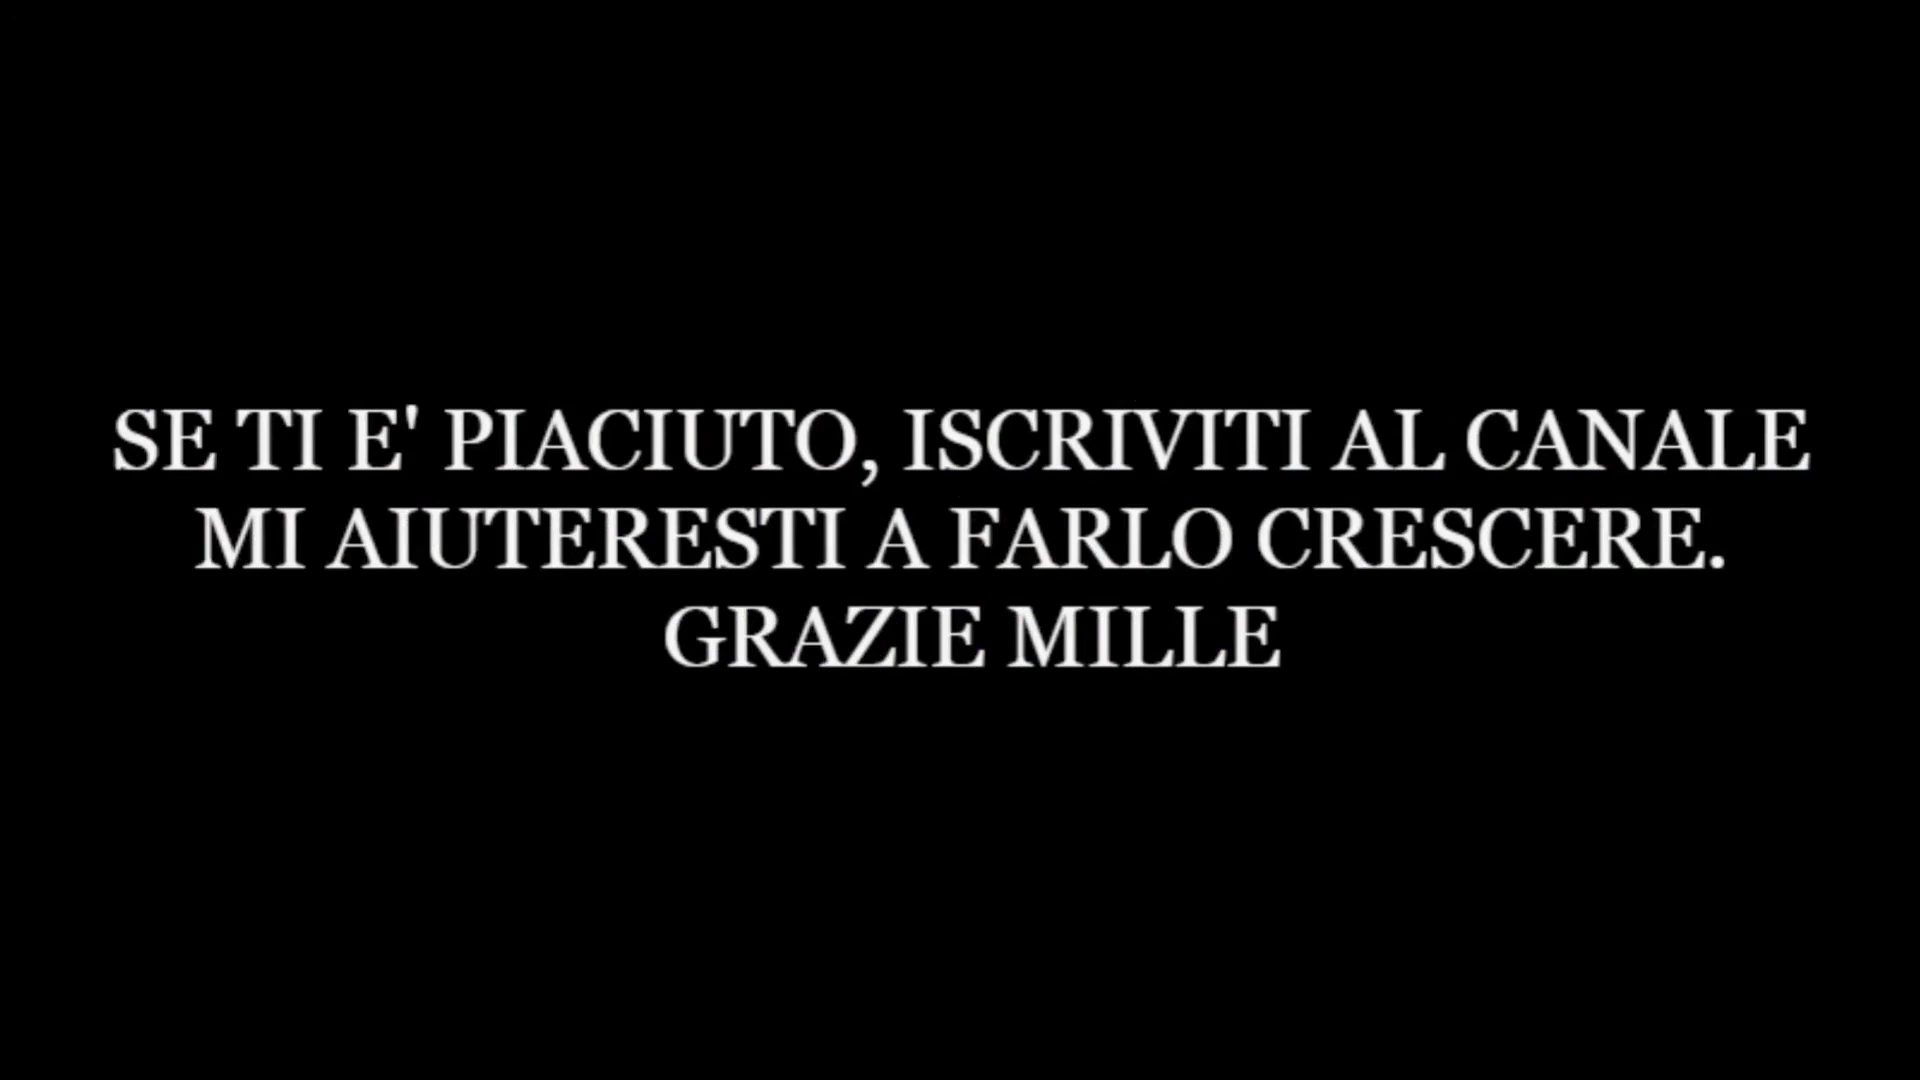 SE TI E' PIACIUTO, ISCRIVITI AL CANALE
MI AIUTERESTI A FARLO CRESCERE.
GRAZIE MILLE